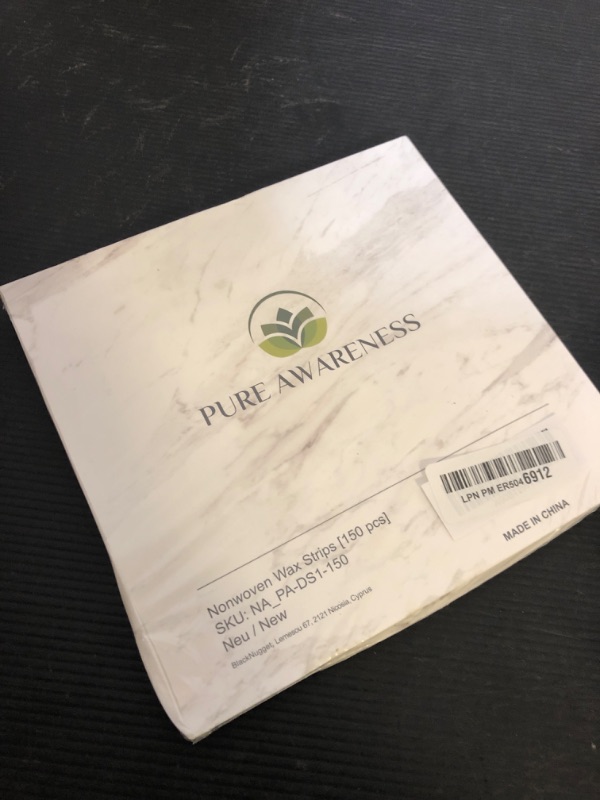 PURE AWARENESS
LPN PM ER5046912
MADE IN CHINA
Nonwoven Wax Strips [150 pcs]
SKU: NA_PA-DS1-150
Neu / New
BlackNugget, Lemesou 67, 2121 Nicosia, Cyprus